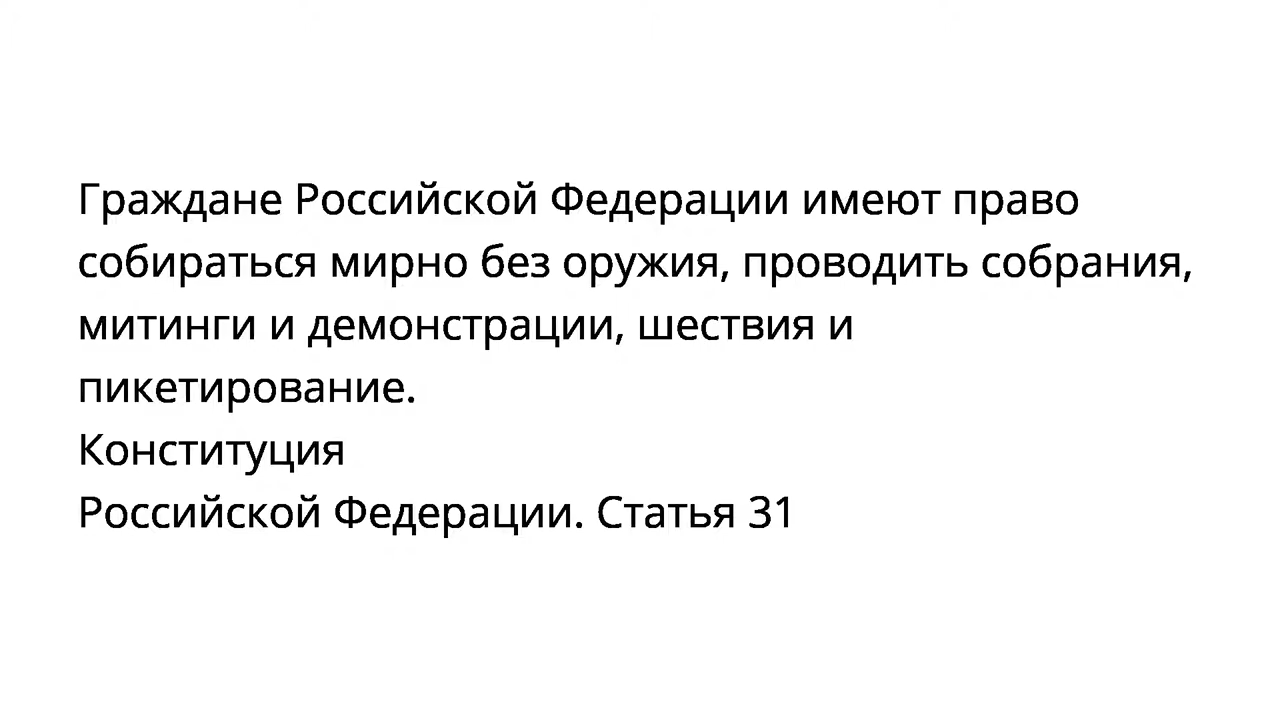 Граждане Российской Федерации имеют право
собираться мирно без оружия, проводить собрания,
митинги и демонстрации, шествия и
пикетирование.
Конституция
Российской Федерации. Статья 31